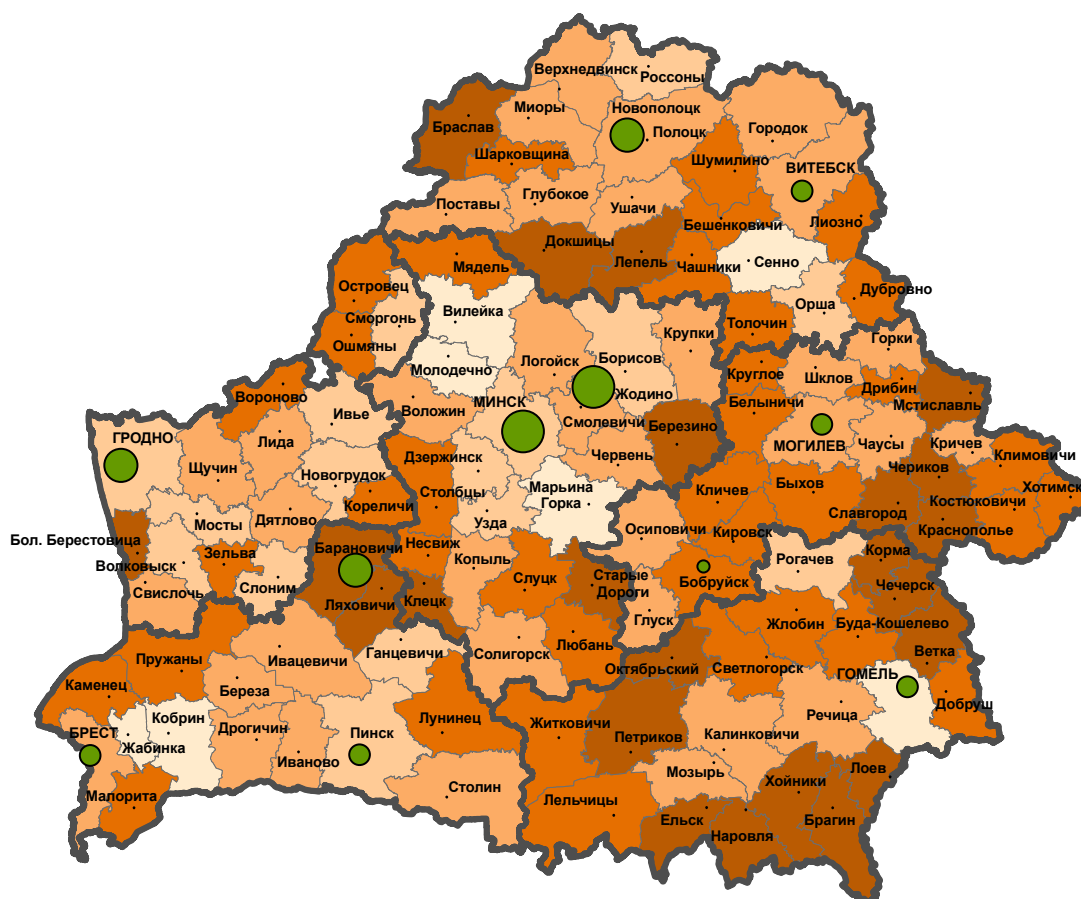 Верхнедвинск
Россоны
Миоры
Новополоцк
Браслав
Полоцк
Городок
Шарковщина
Шумилино
ВИТЕБСК
Глубокое
Поставы
Ушачи
Бешенковичи
Лиозно
Докшицы
Лепель
Чашники
Сенно
Мядель
Островец
Дубровно
Вилейка
Орша
Сморгонь
Толочин
Крупки
Ошмяны
Горки
Логойск
Борисов
Молодечно
Круглое
Шклов
Дрибин
Вороново
Жодино
МИНСК
Белыничи
Мстиславль
Ивье
Воложин
Смолевичи
Березино
ГРОДНО
Лида
МОГИЛЕВ
Чаусы
Кричев
Климовичи
Дзержинск
Червень
Щучин
Новогрудок
Чериков
Быхов
Марьина
Горка
Столбцы
Кличев
Костюковичи
Хотимск
Кореличи
Славгород
Дятлово
Мосты
Узда
Осиповичи
Кировск
Краснополье
Бол. Берестовица
Несвиж
Зельва
Барановичи
Корма
Волковыск
Копыль
Рогачев
Слуцк
Старые
Дороги
Бобруйск
Слоним
Чечерск
Свислочь
Ляховичи
Клецк
Глуск
Жлобин
Буда-Кошелево
Любань
Ганцевичи
Солигорск
Ветка
Пружаны
Ивацевичи
Октябрьский
Светлогорск
ГОМЕЛЬ
Каменец
Береза
Добруш
Лунинец
Кобрин
Житковичи
Речица
Дрогичин
БРЕСТ
Пинск
Калинковичи
Петриков
Жабинка
Иваново
Лоев
Мозырь
Хойники
Столин
Малорита
Лельчицы
Ельск
Брагин
Наровля